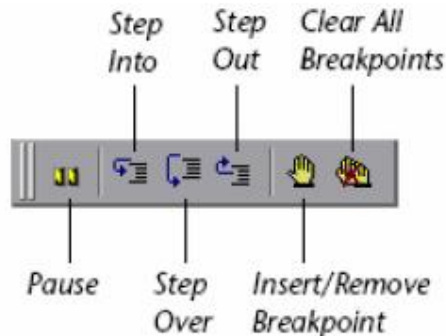 Step
Into
Step
Out
Clear All
Breakpoints
Pause
Step
Over
Insert/Remove
Breakpoint